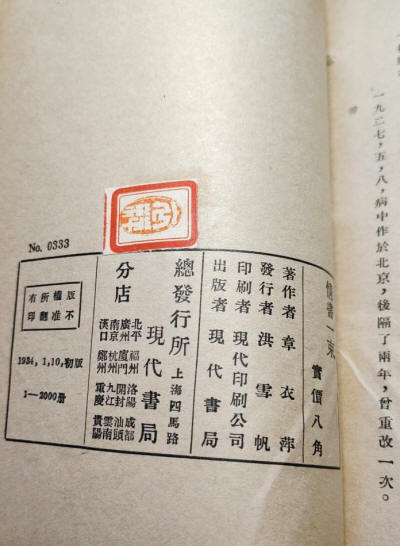 一九二七，五，八，病中作於北京，後隔了兩年，曾重改一次。
情書一束 實價八角
著作者 章衣萍
發行者 洪雪帆
印刷者 現代印刷公司
出版者 現代書局
總發行所 上海四馬路
現代書局
分店
北平 福州 洛陽 成都
廣州 廈門 開封 汕頭
南京 杭州 九江 雲南
漢口 鄭州 重慶 貴陽
No. 0333
版權所有
不准翻印
1934,1,10,初版
1—2000册